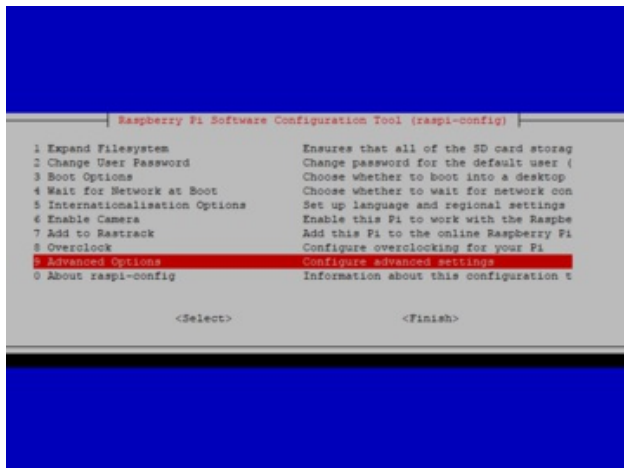 Raspberry Pi Software Configuration Tool (raspi-config)
1 Expand Filesystem Ensures that all of the SD card storag
2 Change User Password Change password for the default user (
3 Boot Options Choose whether to boot into a desktop
4 Wait for Network at Boot Choose whether to wait for network con
5 Internationalisation Options Set up language and regional settings
6 Enable Camera Enable this Pi to work with the Raspbe
7 Add to Rastrack Add this Pi to the online Raspberry Pi
8 Overclock Configure overclocking for your Pi
9 Advanced Options Configure advanced settings
0 About raspi-config Information about this configuration t
<Select> <Finish>